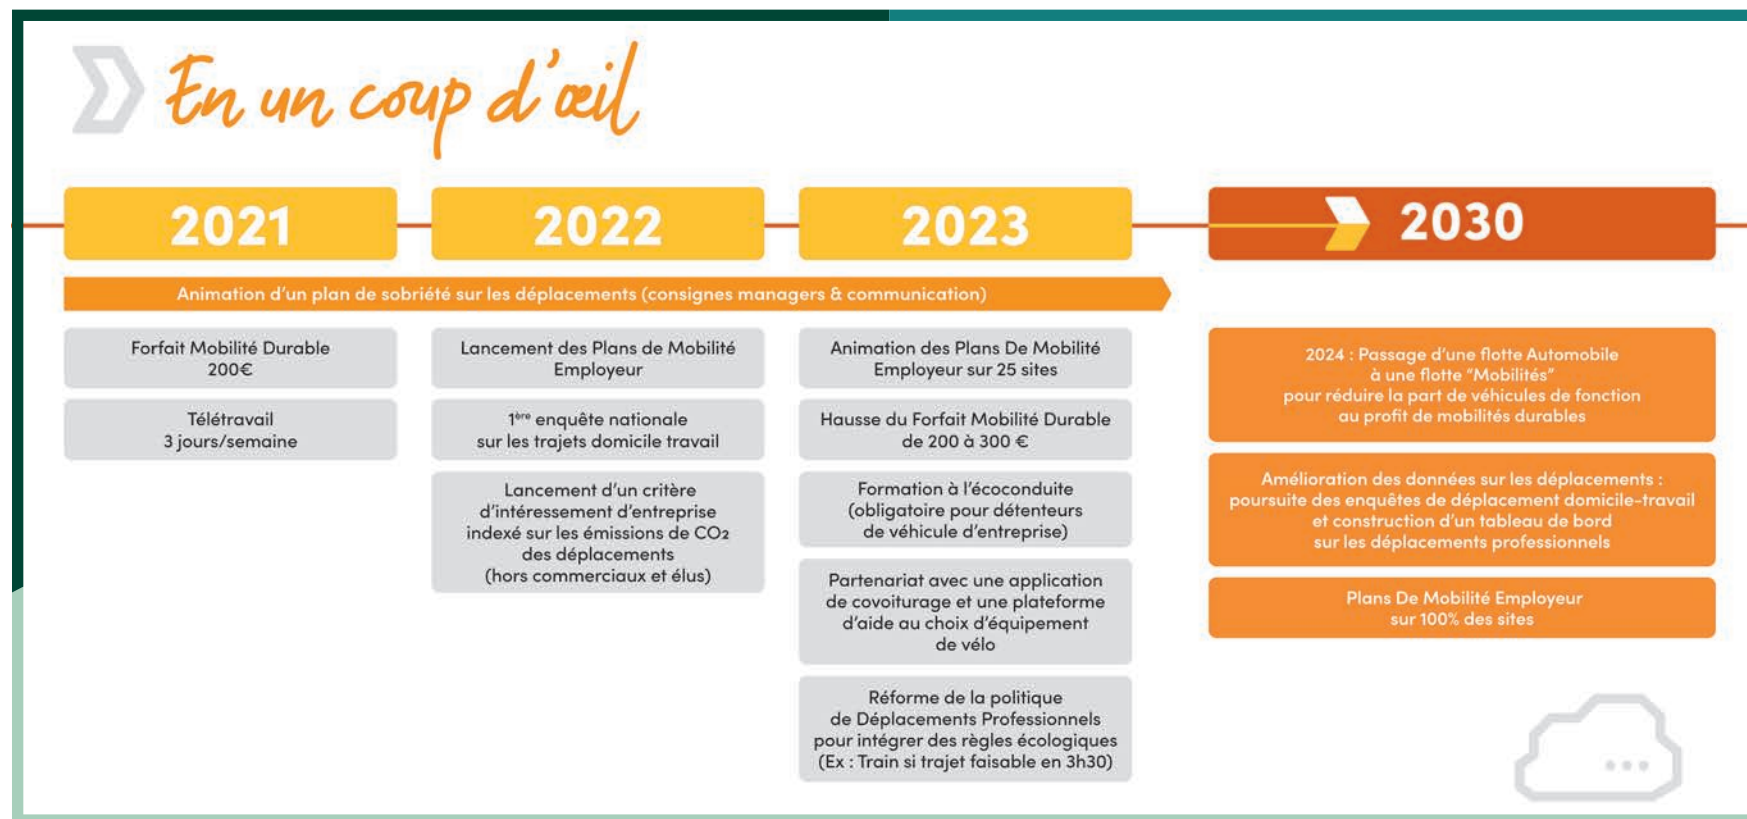 En un coup d'œil
2021
2022
2023
2030
Animation d'un plan de sobriété sur les déplacements (consignes managers & communication)
Forfait Mobilité Durable
200€
Télétravail
3 jours/semaine
Lancement des Plans de Mobilité
Employeur
1ère enquête nationale
sur les trajets domicile travail
Lancement d'un critère
d'intéressement d'entreprise
indexé sur les émissions de CO2
des déplacements
(hors commerciaux et élus)
Animation des Plans De Mobilité
Employeur sur 25 sites
Hausse du Forfait Mobilité Durable
de 200 à 300 €
Formation à l'écoconduite
(obligatoire pour détenteurs
de véhicule d'entreprise)
Partenariat avec une application
de covoiturage et une plateforme
d'aide au choix d'équipement
de vélo
Réforme de la politique
de Déplacements Professionnels
pour intégrer des règles écologiques
(Ex : Train si trajet faisable en 3h30)
2024 : Passage d'une flotte Automobile
à une flotte "Mobilités"
pour réduire la part de véhicules de fonction
au profit de mobilités durables
Amélioration des données sur les déplacements :
poursuite des enquêtes de déplacement domicile-travail
et construction d'un tableau de bord
sur les déplacements professionnels
Plans De Mobilité Employeur
sur 100% des sites